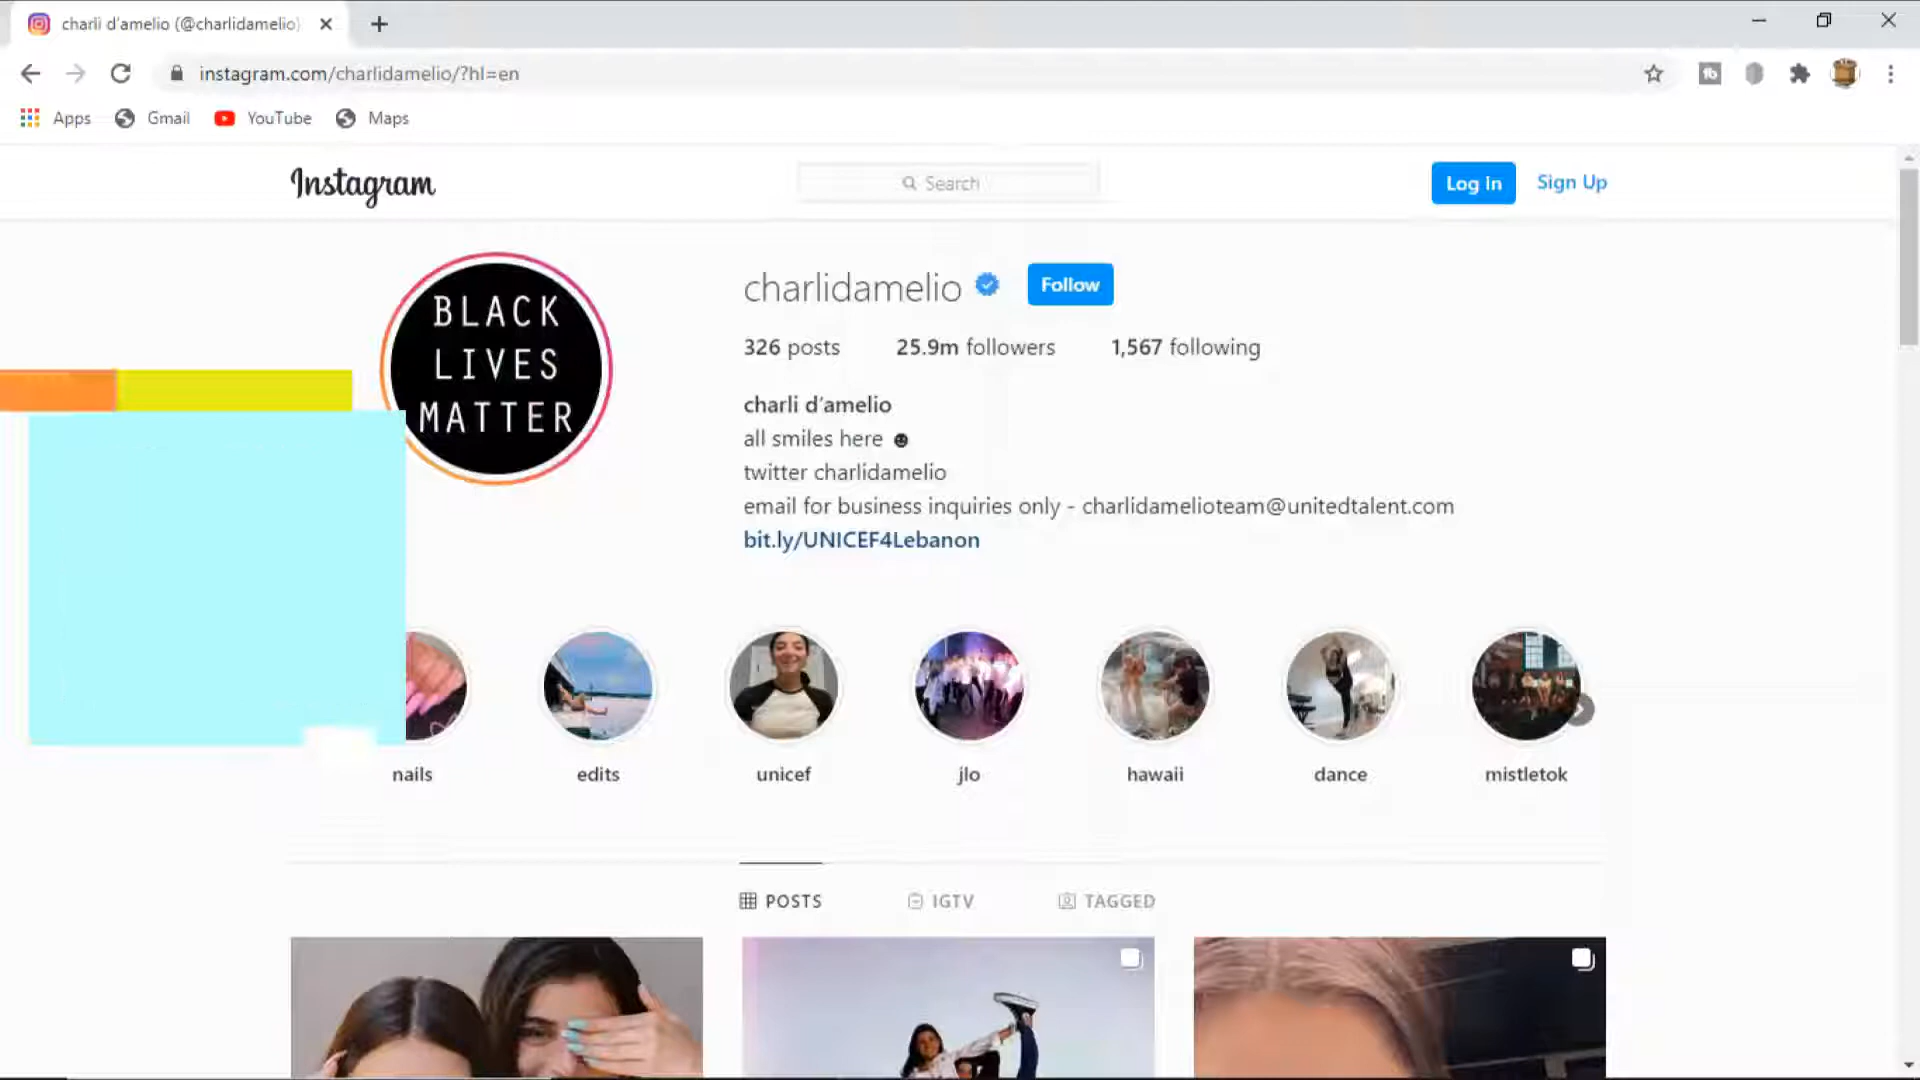 charli d'amelio (@charlidamelio)
instagram.com/charlidamelio/?hl=en
Apps
Gmail
YouTube
Maps
Instagram
Search
Log In
Sign Up
BLACK
LIVES
MATTER
charlidamelio
Follow
326 posts
25.9m followers
1,567 following
charli d'amelio
all smiles here ☻
twitter charlidamelio
email for business inquiries only - charlidamelioteam@unitedtalent.com
bit.ly/UNICEF4Lebanon
nails
edits
unicef
jlo
hawaii
dance
mistletok
POSTS
IGTV
TAGGED